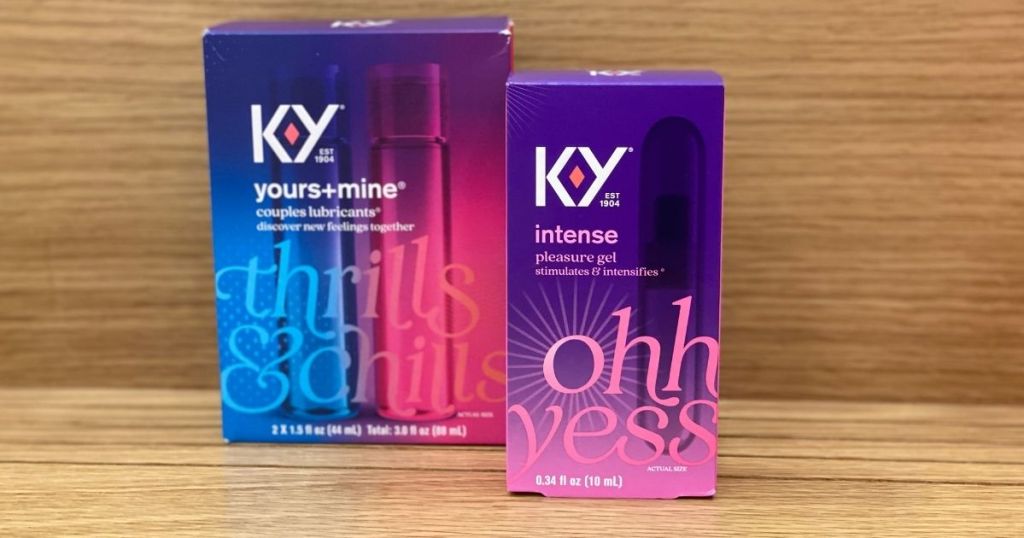 KY
KY®
EST
1904
yours+mine®
couples lubricants®
discover new feelings together
thrills
&chills
ACTUAL SIZE
2 X 1.5 fl oz (44 mL) Total: 3.0 fl oz (88 mL)
KY
KY®
EST
1904
intense
pleasure gel
stimulates & intensifies®
ohh
yess
ACTUAL SIZE
0.34 fl oz (10 mL)